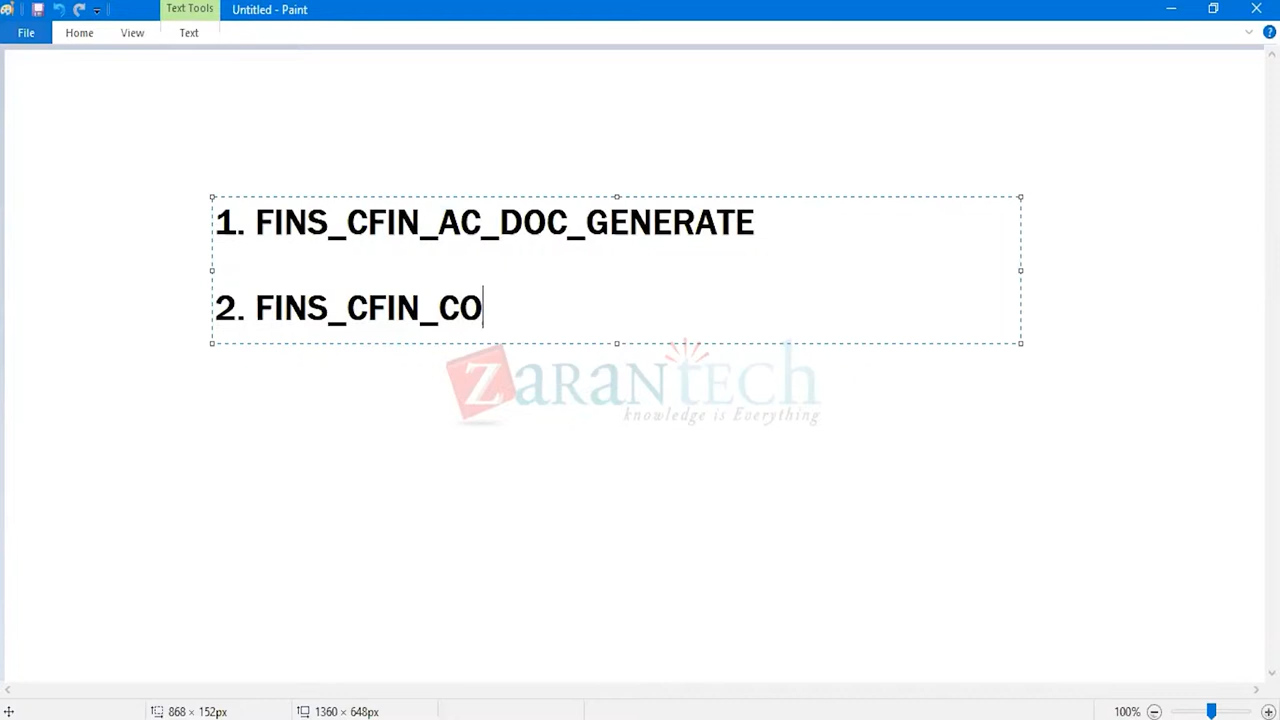 Text Tools
Untitled - Paint
File
Home
View
Text
1. FINS_CFIN_AC_DOC_GENERATE
2. FINS_CFIN_CO
ZaranTech
knowledge is Everything
868 × 152px
1360 × 648px
100%